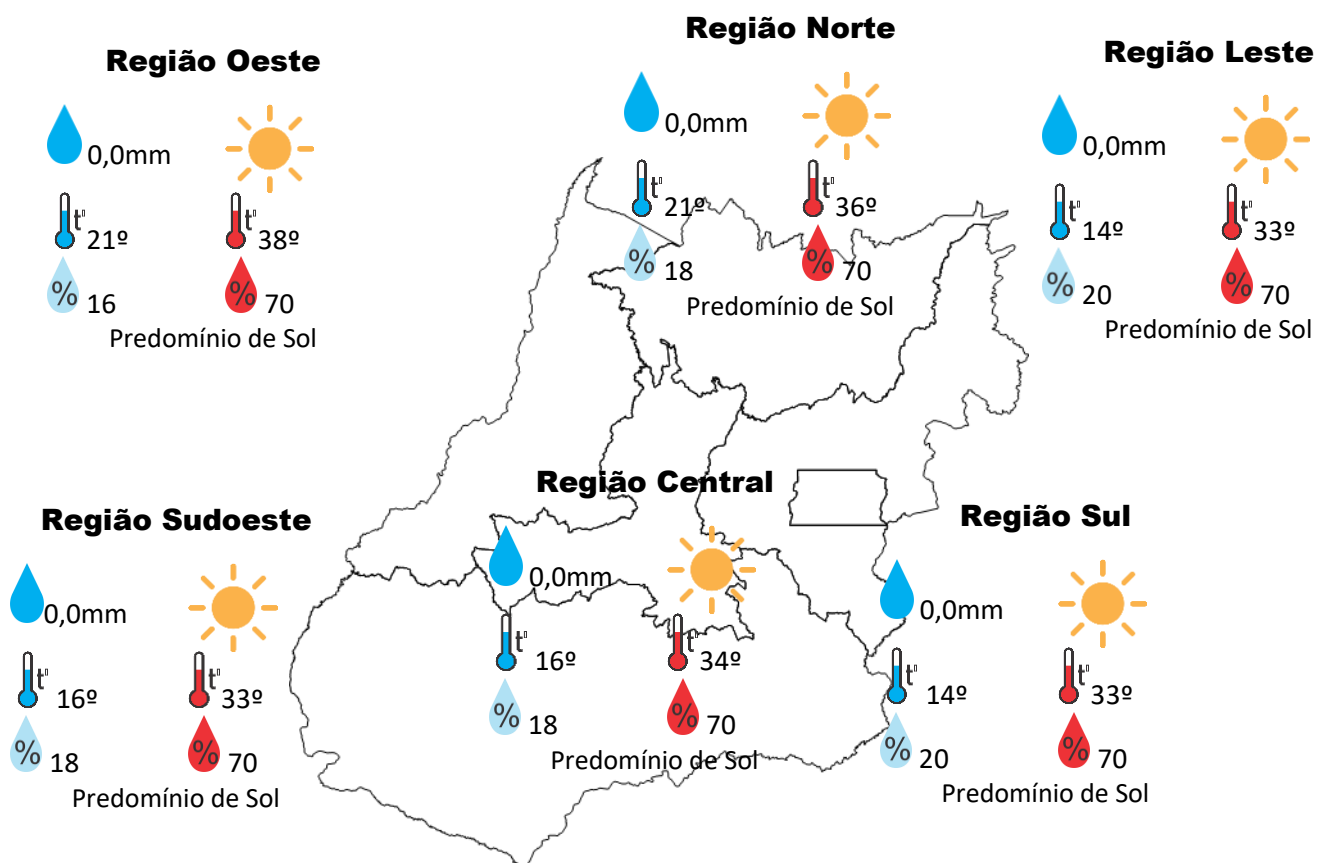 Região Oeste
0,0mm
t°
21º
t°
38º
% 16
% 70
Predomínio de Sol
Região Norte
0,0mm
t°
21º
t°
36º
% 18
% 70
Predomínio de Sol
Região Leste
0,0mm
t°
14º
t°
33º
% 20
% 70
Predomínio de Sol
Região Sudoeste
0,0mm
t°
16º
t°
33º
% 18
% 70
Predomínio de Sol
Região Central
0,0mm
t°
16º
t°
34º
% 18
% 70
Predomínio de Sol
Região Sul
0,0mm
t°
14º
t°
33º
% 20
% 70
Predomínio de Sol